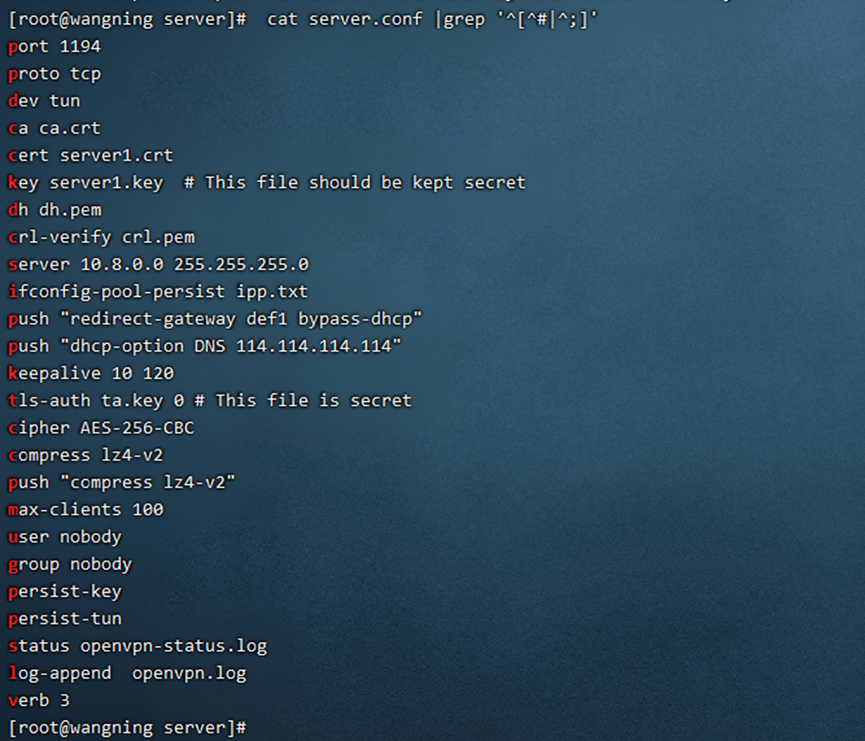 [root@wangning server]#  cat server.conf |grep '^[^#|^;]'
port 1194
proto tcp
dev tun
ca ca.crt
cert server1.crt
key server1.key  # This file should be kept secret
dh dh.pem
crl-verify crl.pem
server 10.8.0.0 255.255.255.0
ifconfig-pool-persist ipp.txt
push "redirect-gateway def1 bypass-dhcp"
push "dhcp-option DNS 114.114.114.114"
keepalive 10 120
tls-auth ta.key 0 # This file is secret
cipher AES-256-CBC
compress lz4-v2
push "compress lz4-v2"
max-clients 100
user nobody
group nobody
persist-key
persist-tun
status openvpn-status.log
log-append  openvpn.log
verb 3
[root@wangning server]#